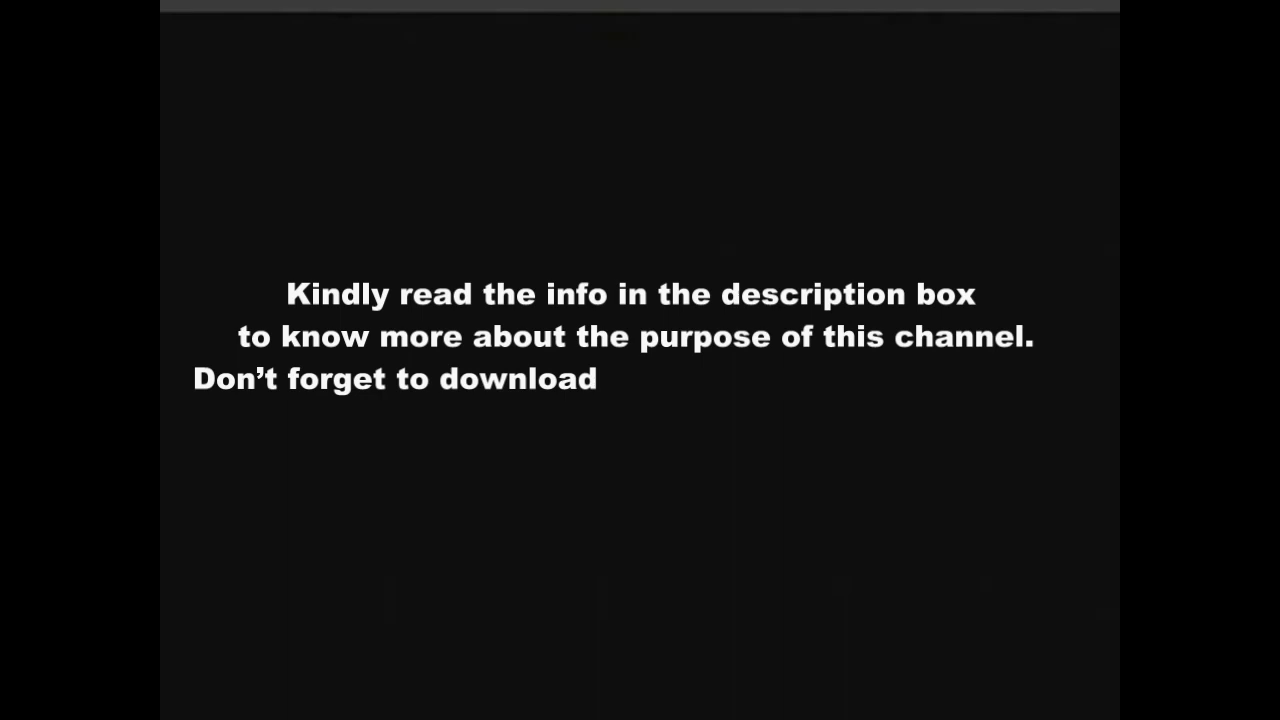 Kindly read the info in the description box
to know more about the purpose of this channel.
Don’t forget to download